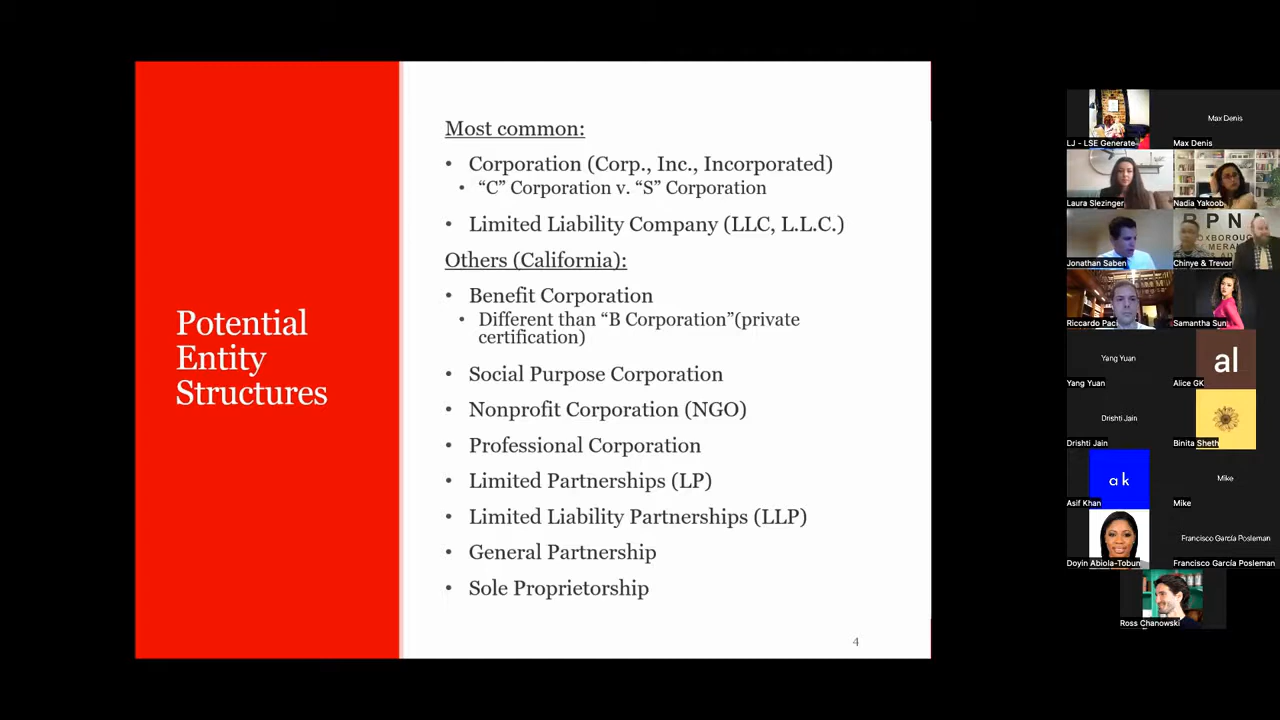 Potential
Entity
Structures
Most common:
• Corporation (Corp., Inc., Incorporated)
• “C” Corporation v. “S” Corporation
• Limited Liability Company (LLC, L.L.C.)
Others (California):
• Benefit Corporation
• Different than “B Corporation”(private
certification)
• Social Purpose Corporation
• Nonprofit Corporation (NGO)
• Professional Corporation
• Limited Partnerships (LP)
• Limited Liability Partnerships (LLP)
• General Partnership
• Sole Proprietorship
4
LJ - LSE Generate
Max Denis
Max Denis
Laura Slezinger
Nadia Yakoob
BPNA
Jonathan Saben
Chinye & Trevor
Riccardo Paci
Samantha Sun
Yang Yuan
Yang Yuan
al
Alice GK
Drishti Jain
Drishti Jain
Binita Sheth
a k
Asif Khan
Mike
Mike
Doyin Abiola-Tobun
Francisco García Posleman
Francisco García Posleman
Ross Chanowski